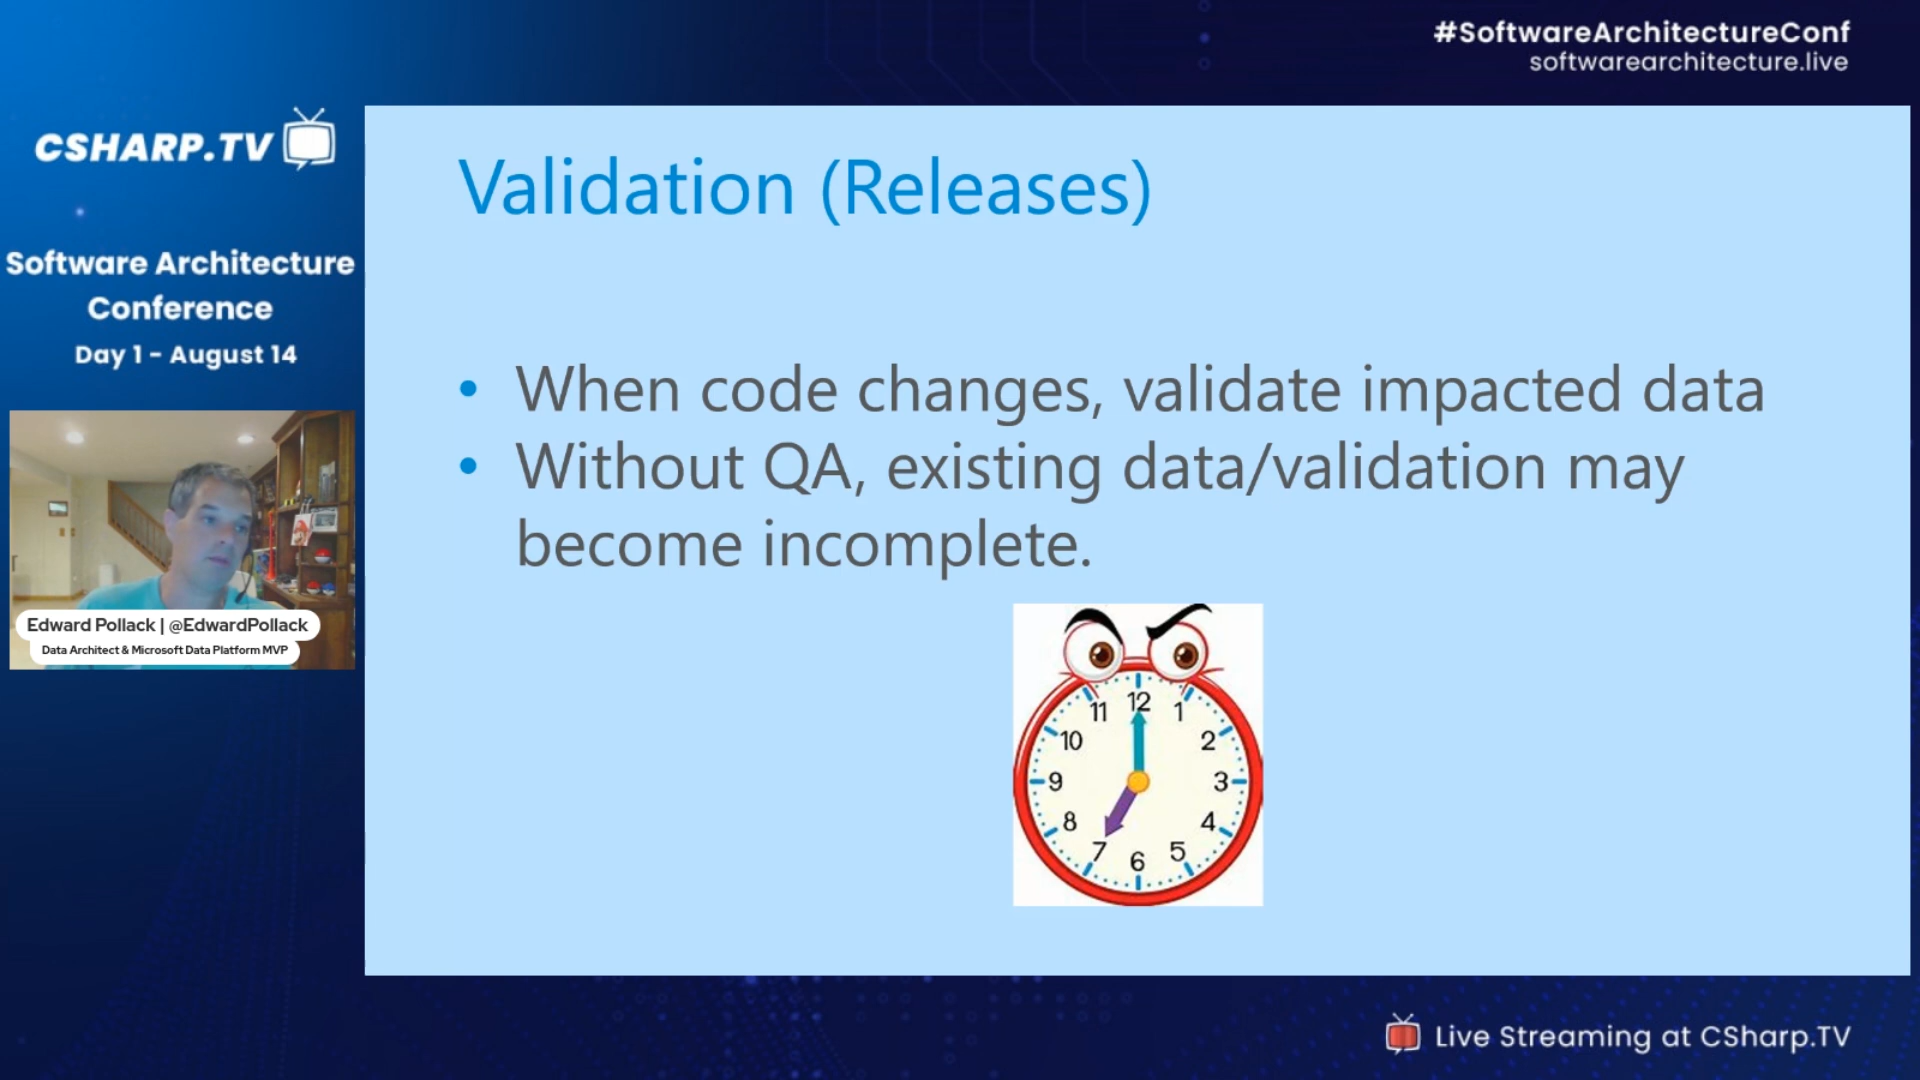 #SoftwareArchitectureConf
softwarearchitecture.live
CSHARP.TV
Software Architecture
Conference
Day 1 - August 14
Edward Pollack | @EdwardPollack
Data Architect & Microsoft Data Platform MVP
Validation (Releases)
• When code changes, validate impacted data
• Without QA, existing data/validation may
become incomplete.
12
11 1
10 2
9 3
8 4
7 5
6
Live Streaming at CSharp.TV